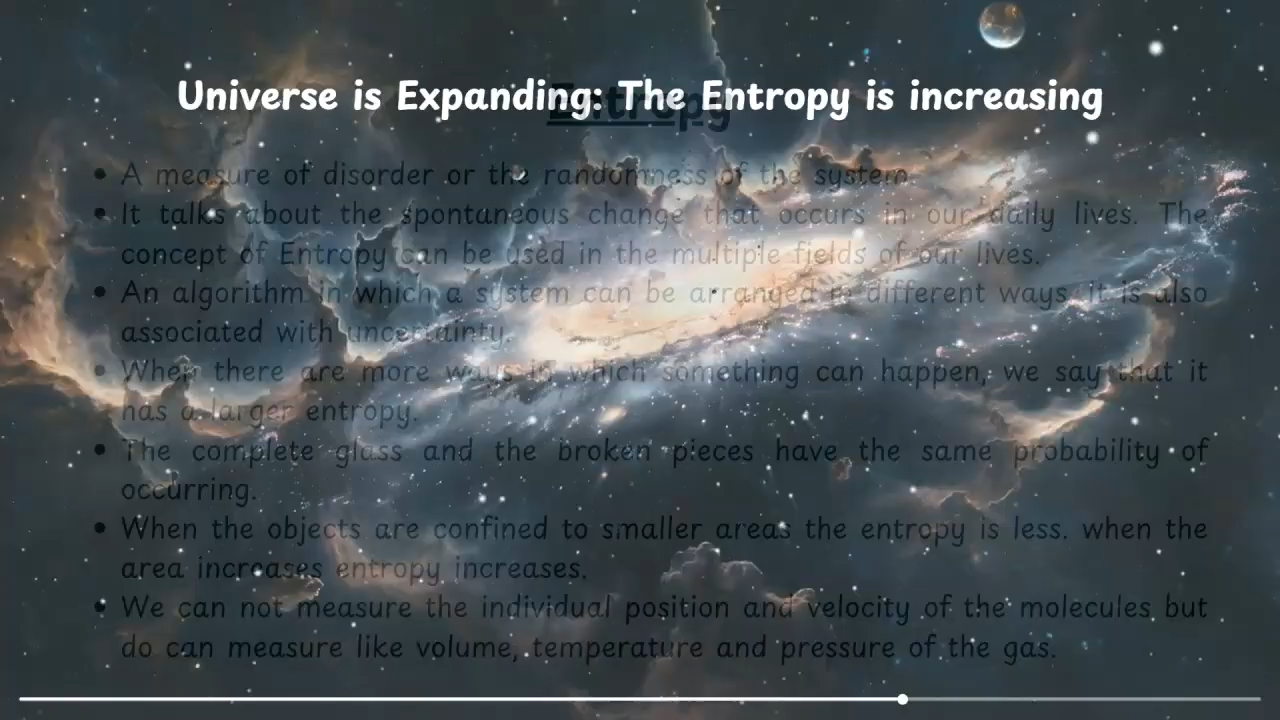 Universe is Expanding: The Entropy is increasing
Entropy
• A measure of disorder or the randomness of the system
• It talks about the spontaneous change that occurs in our daily lives. The
concept of Entropy can be used in the multiple fields of our lives.
• An algorithm in which a system can be arranged in different ways, it is also
associated with uncertainty.
• When there are more ways in which something can happen, we say that it
has a larger entropy.
• The complete glass and the broken pieces have the same probability of
occurring.
• When the objects are confined to smaller areas the entropy is less. when the
area increases entropy increases.
• We can not measure the individual position and velocity of the molecules but
do can measure like volume, temperature and pressure of the gas.